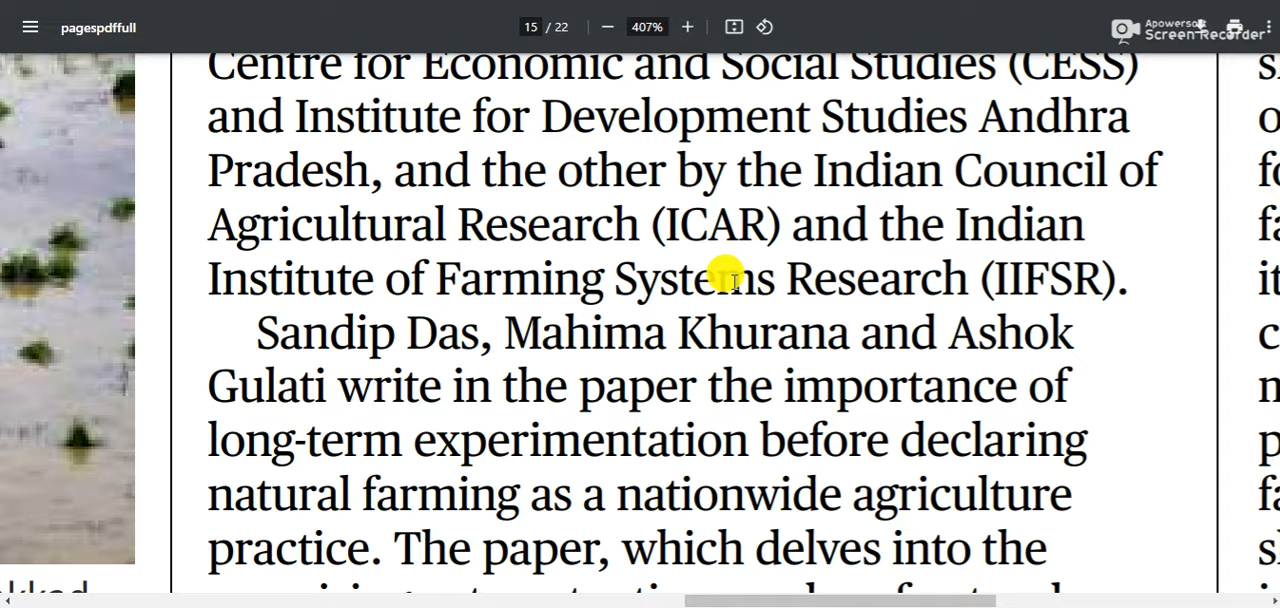 pagespdffull
15 / 22
407%
Apowersoft
Screen Recorder
Centre for Economic and Social Studies (CESS)
and Institute for Development Studies Andhra
Pradesh, and the other by the Indian Council of
Agricultural Research (ICAR) and the Indian
Institute of Farming Systems Research (IIFSR).
Sandip Das, Mahima Khurana and Ashok
Gulati write in the paper the importance of
long-term experimentation before declaring
natural farming as a nationwide agriculture
practice. The paper, which delves into the